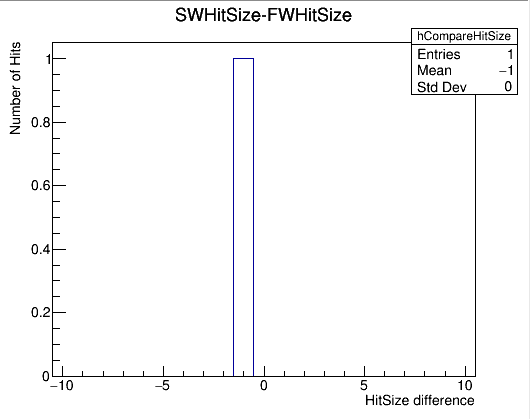 SWHitSize-FWHitSize
hCompareHitSize
Entries 1
Mean −1
Std Dev 0
Number of Hits
1
0.8
0.6
0.4
0.2
0
−10 −5 0 5 10
HitSize difference